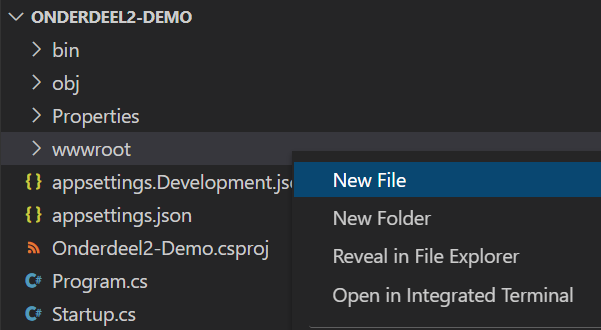 ONDERDEEL2-DEMO
bin
obj
Properties
wwwroot
{} appsettings.Development.js
{} appsettings.json
Onderdeel2-Demo.csproj
C# Program.cs
C# Startup.cs
New File
New Folder
Reveal in File Explorer
Open in Integrated Terminal